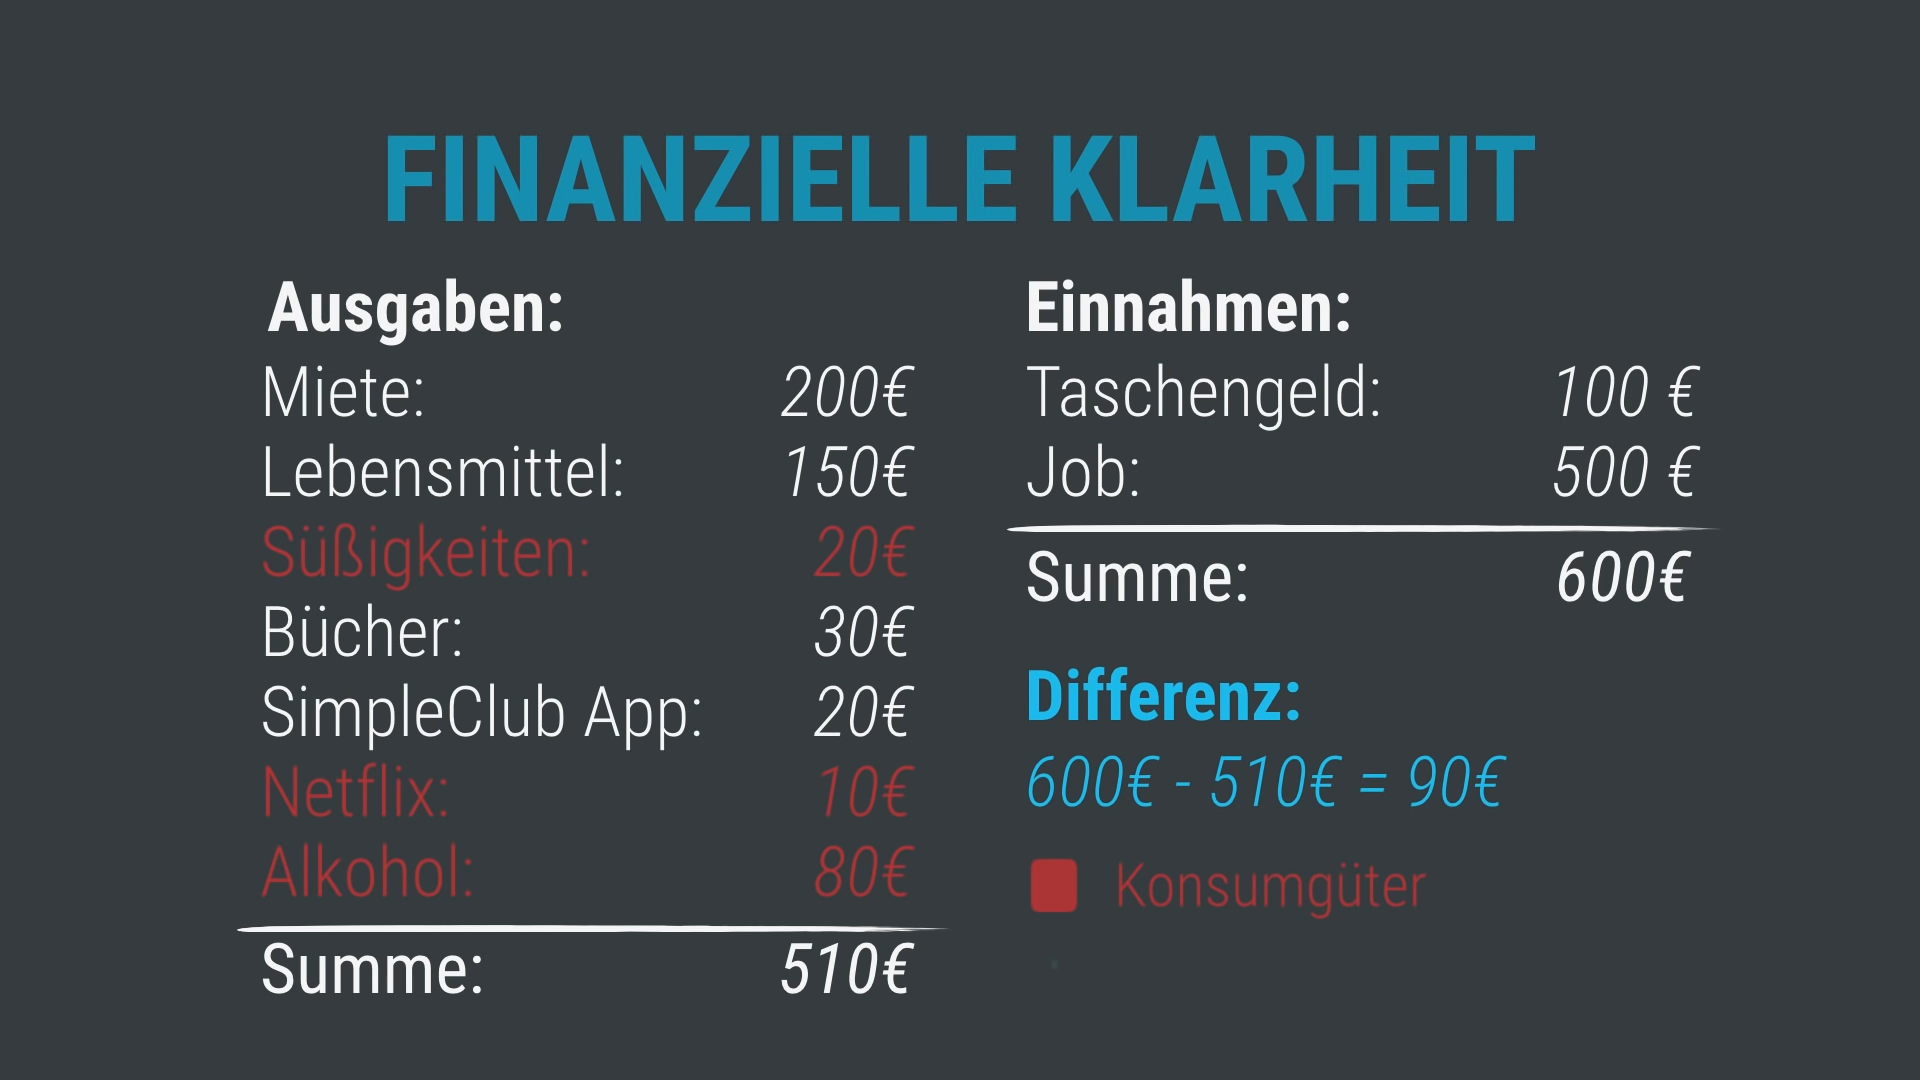 FINANZIELLE KLARHEIT
Ausgaben:
Miete: 200€
Lebensmittel: 150€
Süßigkeiten: 20€
Bücher: 30€
SimpleClub App: 20€
Netflix: 10€
Alkohol: 80€
Summe: 510€
Einnahmen:
Taschengeld: 100 €
Job: 500 €
Summe: 600€
Differenz:
600€ - 510€ = 90€
Konsumgüter